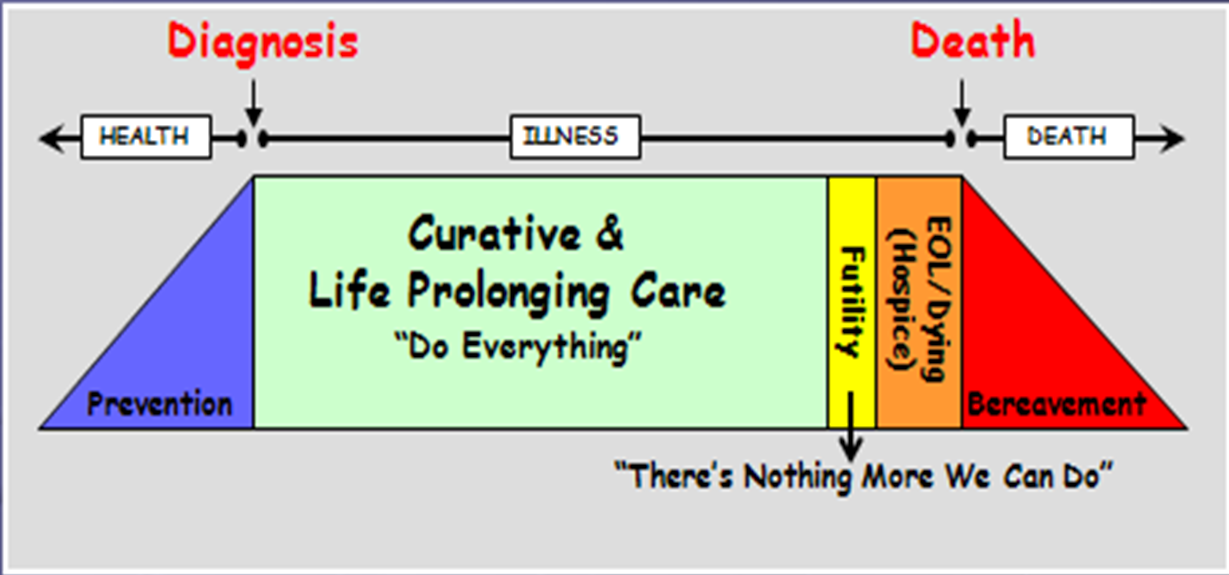 Diagnosis
Death
HEALTH
ILLNESS
DEATH
Curative &
Life Prolonging Care
“Do Everything”
Futility
EOL/Dying
(Hospice)
Prevention
Bereavement
“There’s Nothing More We Can Do”